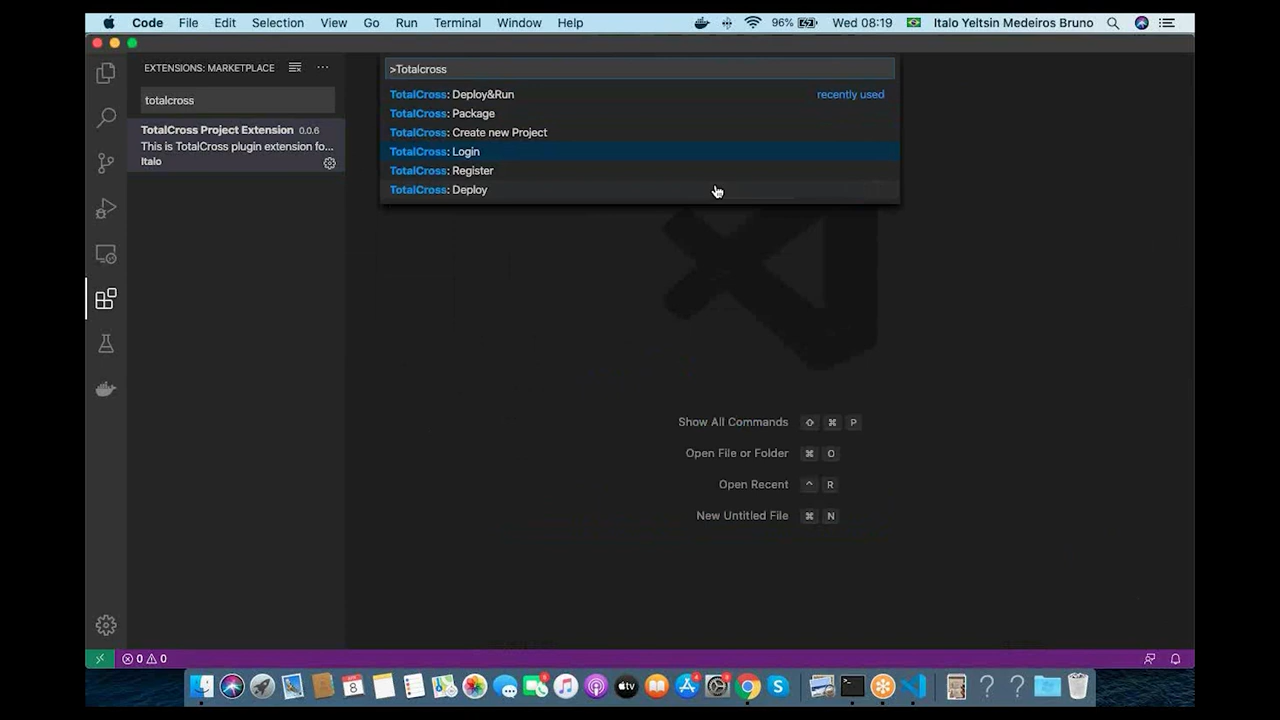 Code File Edit Selection View Go Run Terminal Window Help 96% Wed 08:19 Italo Yeltsin Medeiros Bruno
EXTENSIONS: MARKETPLACE
totalcross
TotalCross Project Extension 0.0.6
This is TotalCross plugin extension fo...
Italo
>Totalcross
TotalCross: Deploy&Run recently used
TotalCross: Package
TotalCross: Create new Project
TotalCross: Login
TotalCross: Register
TotalCross: Deploy
Show All Commands ⇧ ⌘ P
Open File or Folder ⌘ O
Open Recent ^ R
New Untitled File ⌘ N
0 0
8
tv